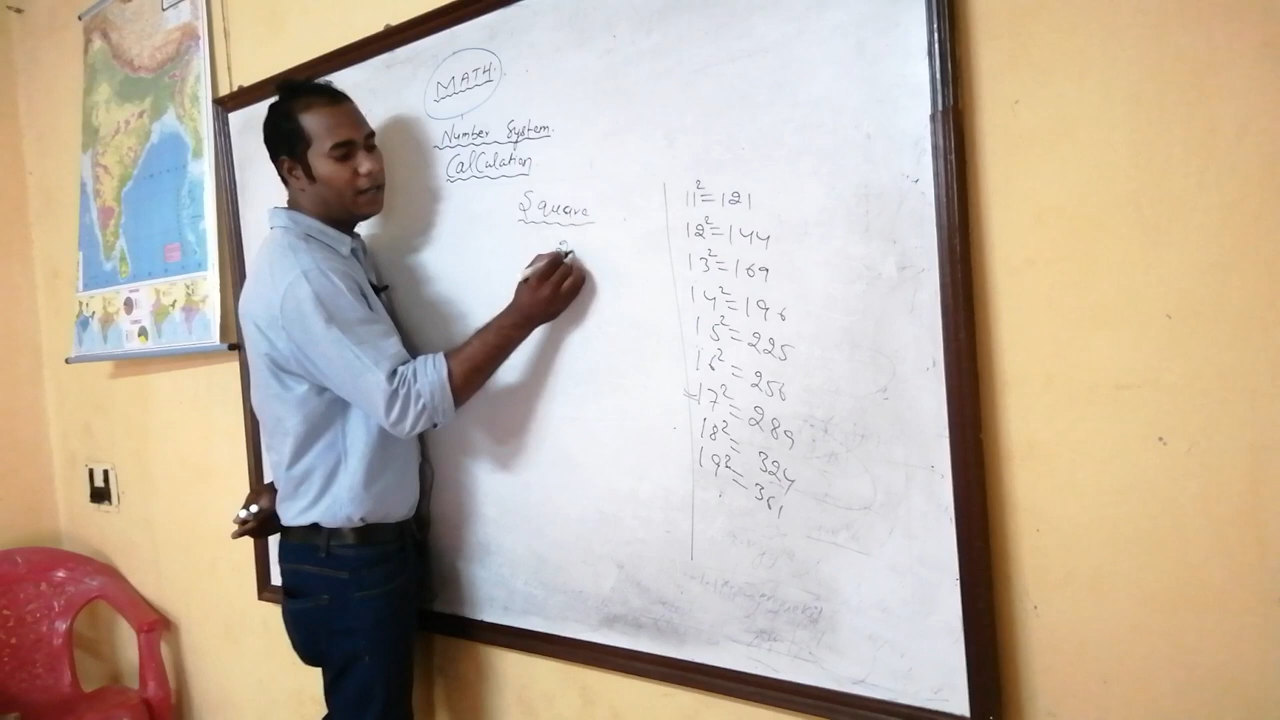 MATH.
Number System.
CalCulation
Square
2
11²=121
12²=144
13²=169
14²=196
15²=225
16²=256
17²=289
18²=324
19²=361